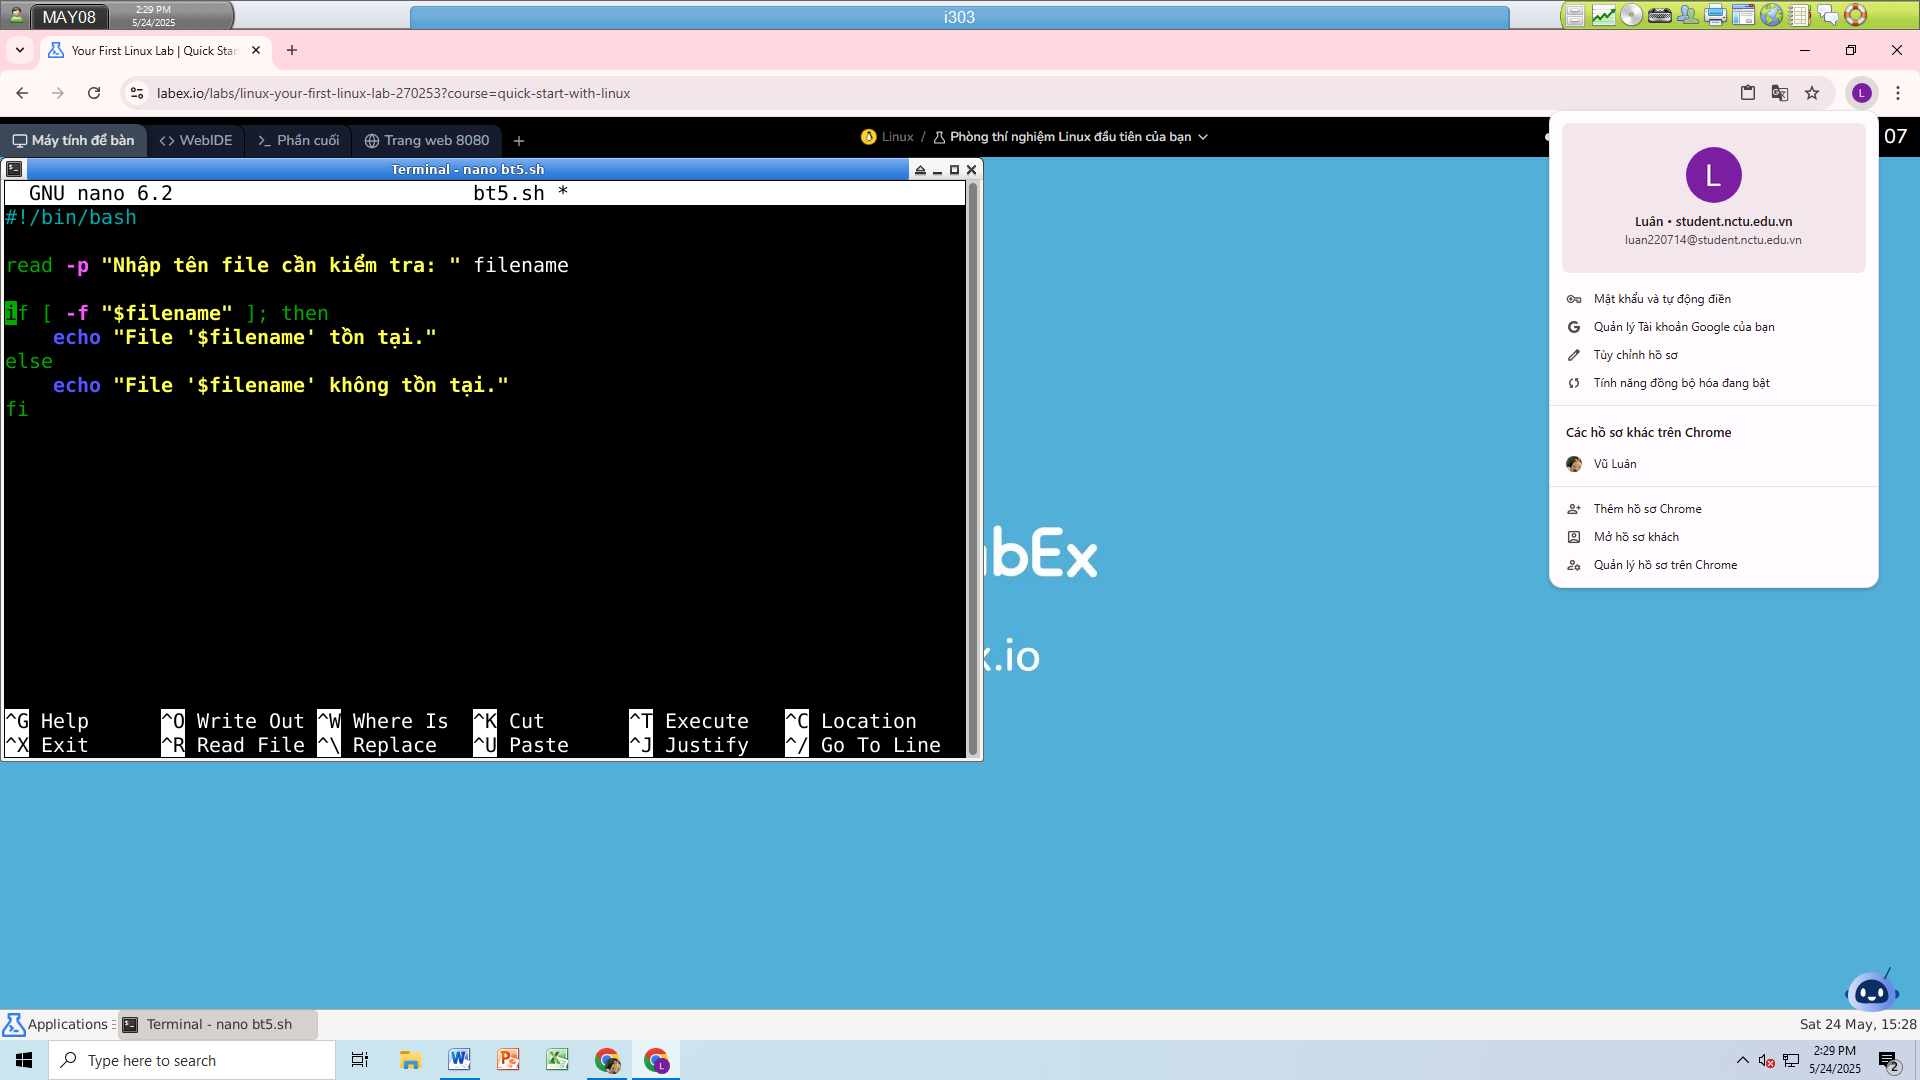 MAY08
2:29 PM
5/24/2025
i303
Your First Linux Lab | Quick Star
labex.io/labs/linux-your-first-linux-lab-270253?course=quick-start-with-linux
L
Máy tính để bàn
WebIDE
Phần cuối
Trang web 8080
Linux / Phòng thí nghiệm Linux đầu tiên của bạn
07
Terminal - nano bt5.sh
GNU nano 6.2 bt5.sh *
#!/bin/bash
read -p "Nhập tên file cần kiểm tra: " filename
if [ -f "$filename" ]; then
echo "File '$filename' tồn tại."
else
echo "File '$filename' không tồn tại."
fi
^G Help ^O Write Out ^W Where Is ^K Cut ^T Execute ^C Location
^X Exit ^R Read File ^\ Replace ^U Paste ^J Justify ^/ Go To Line
L
Luân • student.nctu.edu.vn
luan220714@student.nctu.edu.vn
Mật khẩu và tự động điền
Quản lý Tài khoản Google của bạn
Tùy chỉnh hồ sơ
Tính năng đồng bộ hóa đang bật
Các hồ sơ khác trên Chrome
Vũ Luân
Thêm hồ sơ Chrome
Mở hồ sơ khách
Quản lý hồ sơ trên Chrome
bEx
x.io
Applications
Terminal - nano bt5.sh
Sat 24 May, 15:28
Type here to search
L
2:29 PM
5/24/2025
2